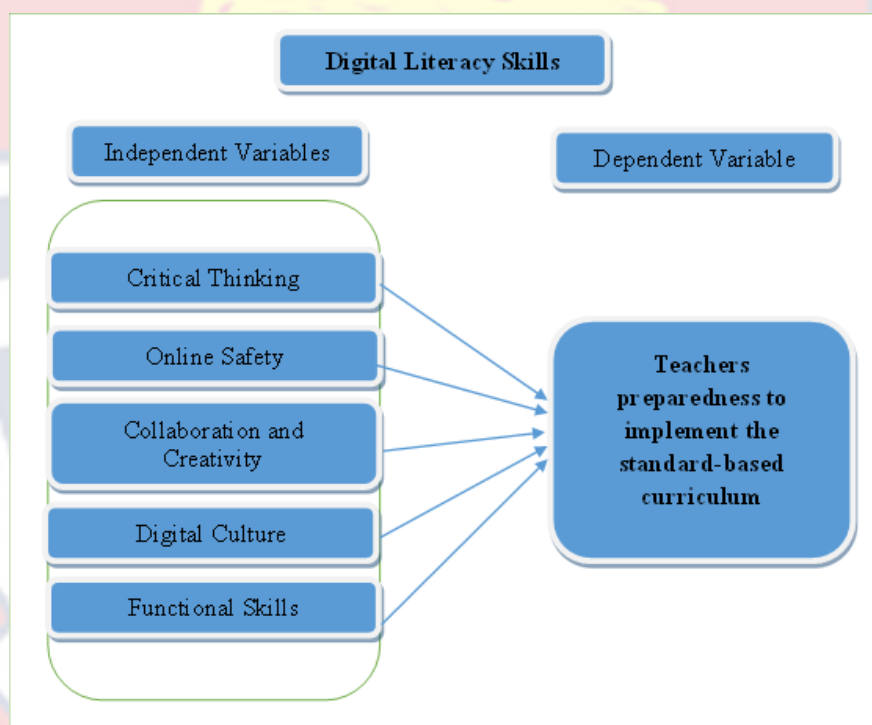 Digital Literacy Skills
Independent Variables
Dependent Variable
Critical Thinking
Online Safety
Collaboration and
Creativity
Digital Culture
Functional Skills
Teachers
preparedness to
implement the
standard-based
curriculum